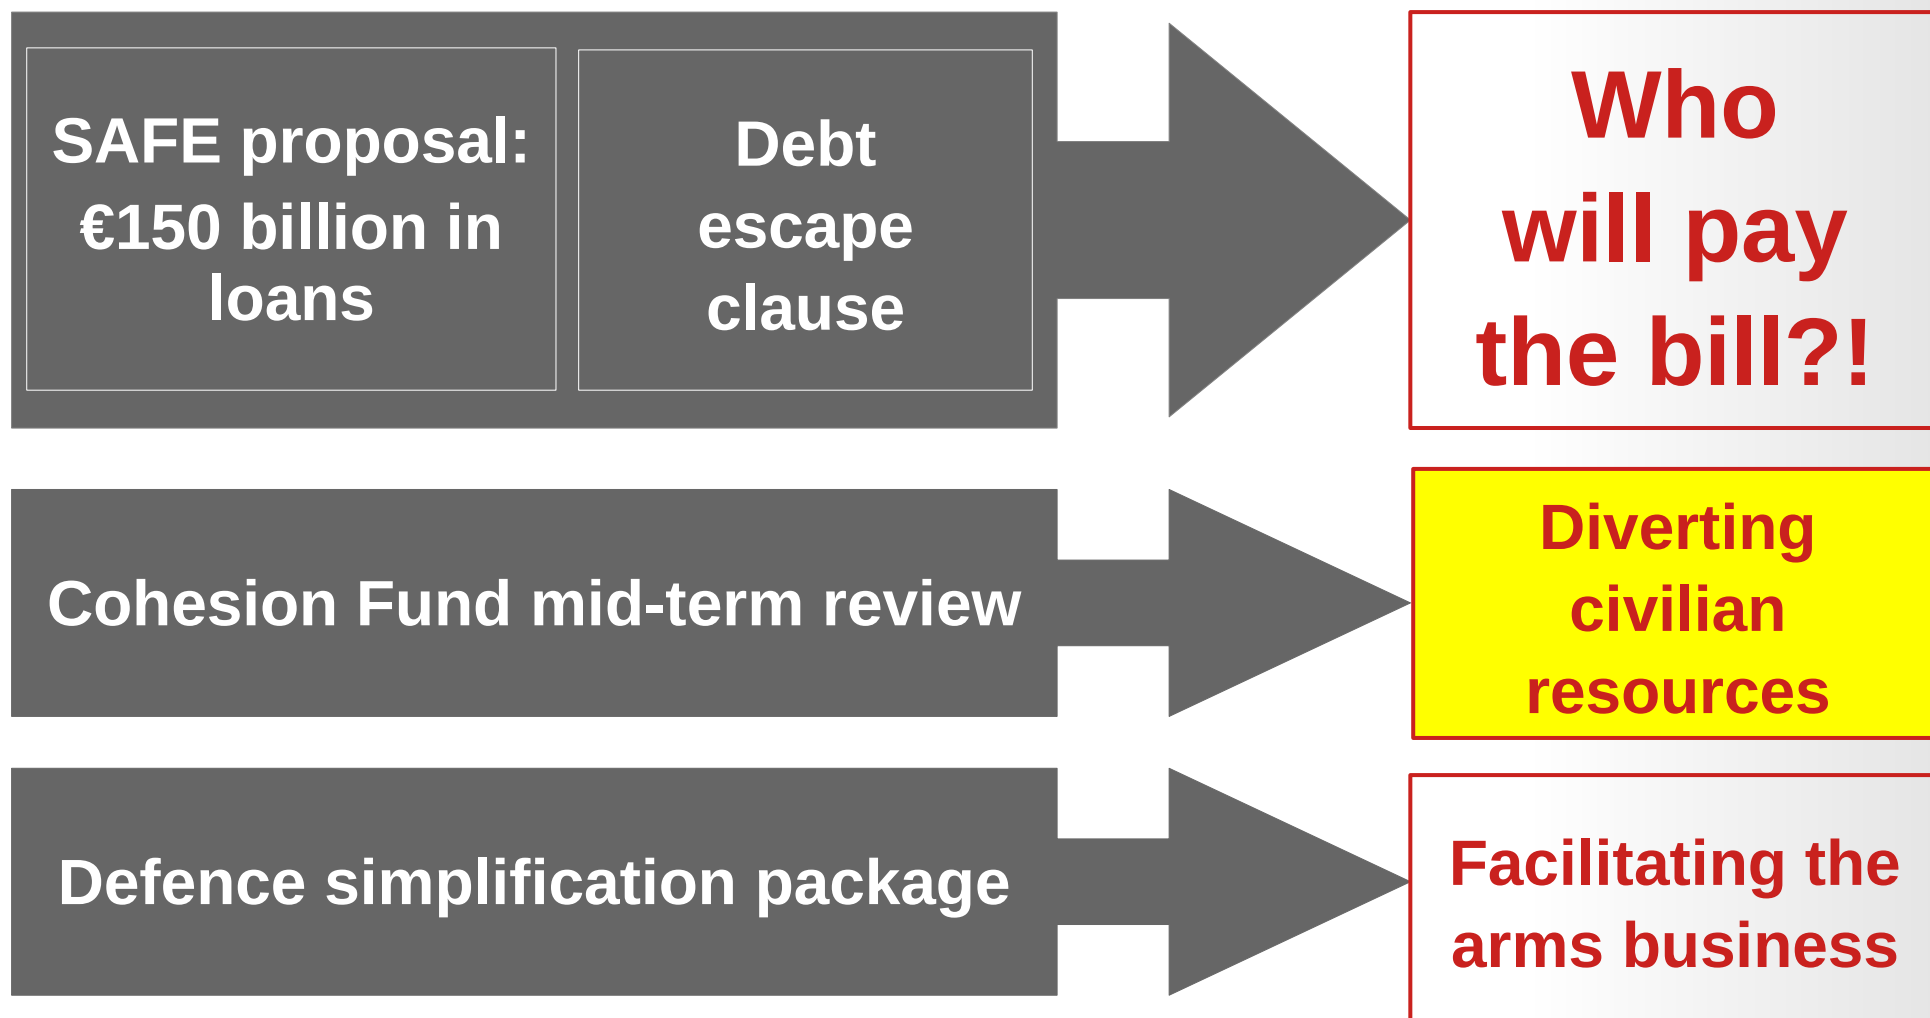 SAFE proposal:
€150 billion in
loans
Debt
escape
clause
Who
will pay
the bill?!
Cohesion Fund mid-term review
Diverting
civilian
resources
Defence simplification package
Facilitating the
arms business